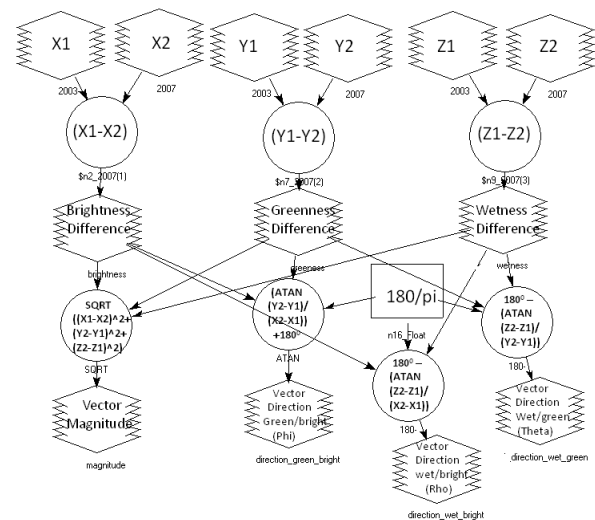 X1
X2
Y1
Y2
Z1
Z2
2003
2007
2003
2007
2003
2007
(X1-X2)
(Y1-Y2)
(Z1-Z2)
$n2_2007(1)
$n7_2007(2)
$n9_2007(3)
Brightness
Difference
Greenness
Difference
Wetness
Difference
brightness
greeness
wetness
SQRT
((X1-X2)^2+
(Y2-Y1)^2+
(Z2-Z1)^2)
(ATAN
(Y2-Y1)/
(X2-X1))
+180⁰
180/pi
180⁰ –
(ATAN
(Z2-Z1)/
(Y2-Y1))
n16_Float
180⁰ –
(ATAN
(Z2-Z1)/
(X2-X1))
SQRT
ATAN
180-
180-
Vector
Magnitude
Vector
Direction
Green/bright
(Phi)
Vector
Direction
wet/bright
(Rho)
Vector
Direction
Wet/green
(Theta)
magnitude
direction_green_bright
direction_wet_green
direction_wet_bright